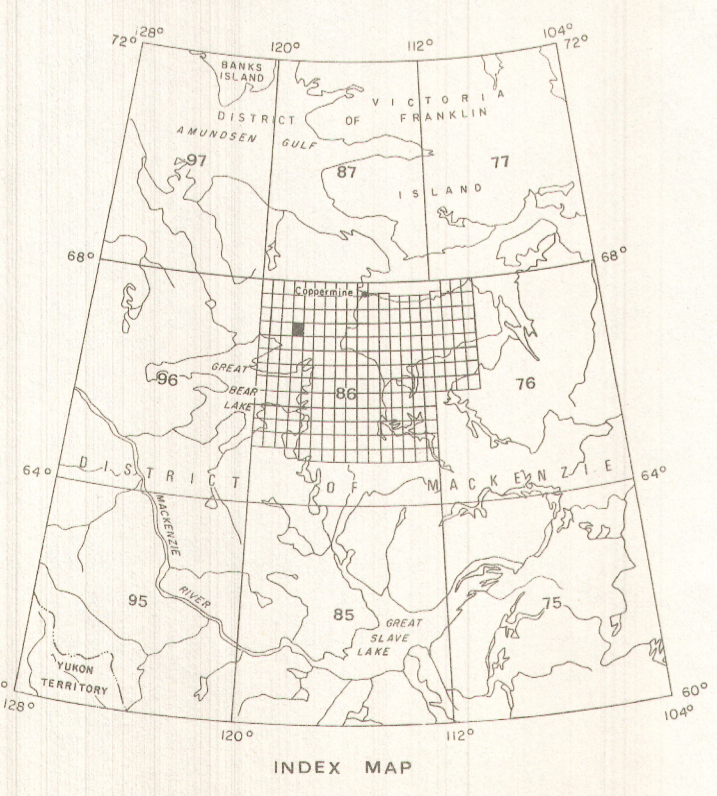 128°
72°
120°
112°
104°
72°
BANKS
ISLAND
VICTORIA
DISTRICT OF FRANKLIN
AMUNDSEN GULF
97
87
77
ISLAND
68°
68°
Coppermine
GREAT
BEAR
LAKE
96
86
76
DISTRICT OF MACKENZIE
64°
64°
MACKENZIE
RIVER
95
85
75
GREAT
SLAVE
LAKE
YUKON
TERRITORY
128°
120°
112°
60°
104°
INDEX MAP